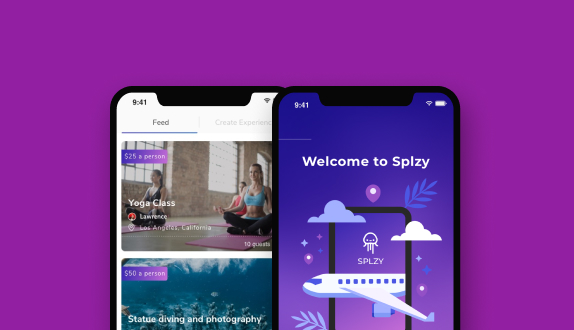 9:41
Feed
Create Experience
$25 a person
Yoga Class
Lawrence
Los Angeles, California
10 guests
$50 a person
Statue diving and photography
9:41
Welcome to Splzy
SPLZY